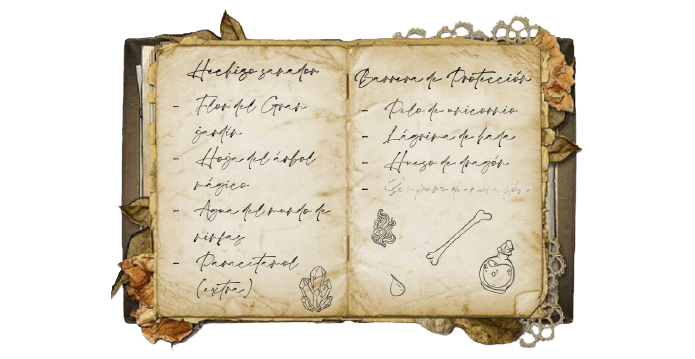 Hechizo sanador
- Flor del Gran
jardín
- Hoja del árbol
mágico
- Agua del mundo de
ninfas
- Paracetamol
(extra)
Barrera de Protección
- Pelo de unicornio
- Lágrima de hada
- Hueso de dragón
-